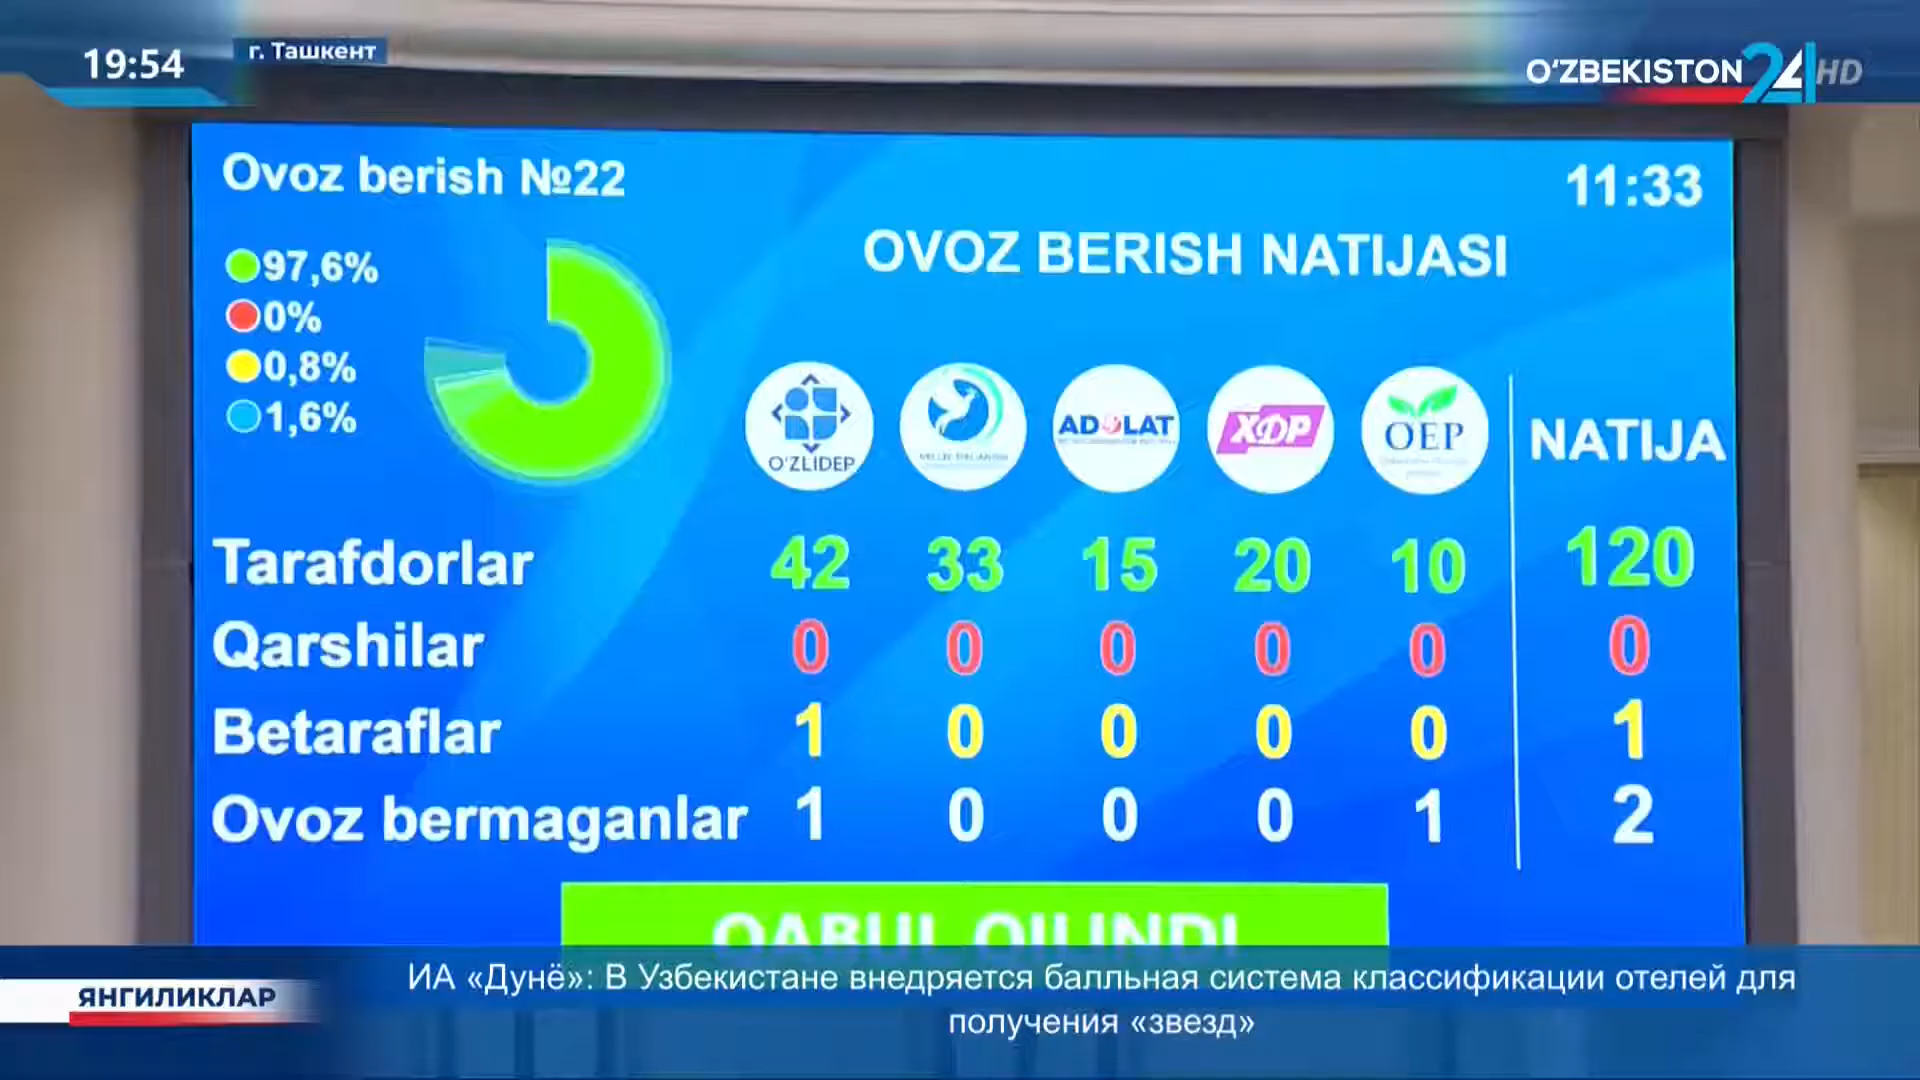 19:54
г. Ташкент
O‘ZBEKISTON 24 HD
Ovoz berish №22
11:33
OVOZ BERISH NATIJASI
97,6%
0%
0,8%
1,6%
O‘ZLIDEP
ADOLAT
ХДР
OEP
NATIJA
Tarafdorlar 42 33 15 20 10 120
Qarshilar 0 0 0 0 0 0
Betaraflar 1 0 0 0 0 1
Ovoz bermaganlar 1 0 0 0 1 2
QABUL QILINDI
ЯНГИЛИКЛАР
ИА «Дунё»: В Узбекистане внедряется балльная система классификации отелей для
получения «звезд»